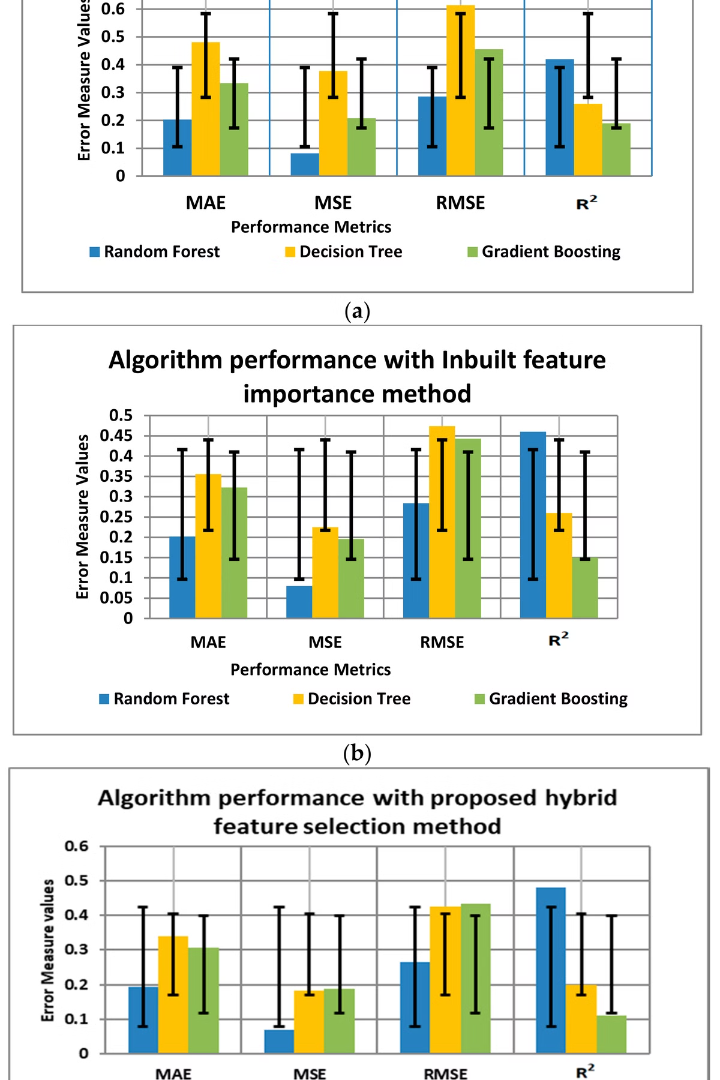 0.6
0.5
0.4
0.3
0.2
0.1
0
Error Measure Values
MAE MSE RMSE R²
Performance Metrics
Random Forest Decision Tree Gradient Boosting
(a)
Algorithm performance with Inbuilt feature
importance method
0.5
0.45
0.4
0.35
0.3
0.25
0.2
0.15
0.1
0.05
0
Error Measure Values
MAE MSE RMSE R²
Performance Metrics
Random Forest Decision Tree Gradient Boosting
(b)
Algorithm performance with proposed hybrid
feature selection method
0.6
0.5
0.4
0.3
0.2
0.1
0
Error Measure values
MAE MSE RMSE R²